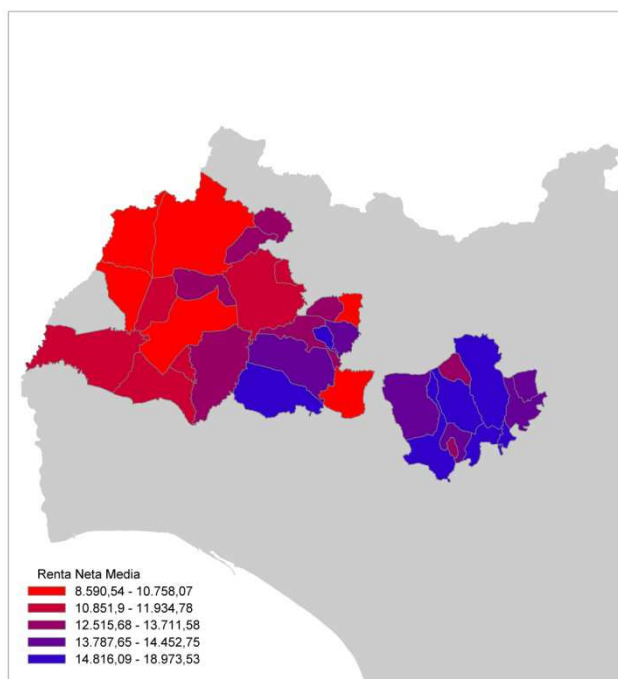 Renta Neta Media
8.590,54 - 10.758,07
10.851,9 - 11.934,78
12.515,68 - 13.711,58
13.787,65 - 14.452,75
14.816,09 - 18.973,53